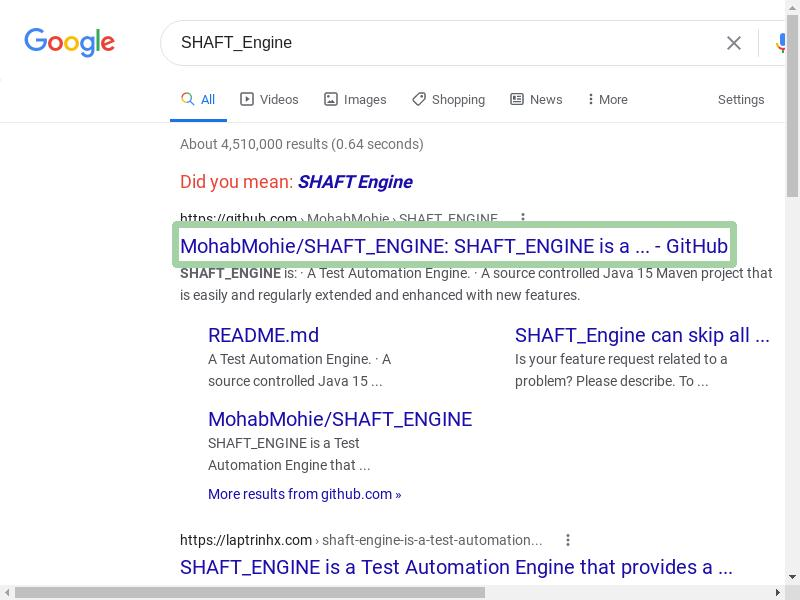 Google
SHAFT_Engine
All Videos Images Shopping News More Settings
About 4,510,000 results (0.64 seconds)
Did you mean: SHAFT Engine
https://github.com › MohabMohie › SHAFT_ENGINE
MohabMohie/SHAFT_ENGINE: SHAFT_ENGINE is a ... - GitHub
SHAFT_ENGINE is: · A Test Automation Engine. · A source controlled Java 15 Maven project that
is easily and regularly extended and enhanced with new features.
README.md
A Test Automation Engine. · A
source controlled Java 15 ...
SHAFT_Engine can skip all ...
Is your feature request related to a
problem? Please describe. To ...
MohabMohie/SHAFT_ENGINE
SHAFT_ENGINE is a Test
Automation Engine that ...
More results from github.com »
https://laptrinhx.com › shaft-engine-is-a-test-automation...
SHAFT_ENGINE is a Test Automation Engine that provides a ...